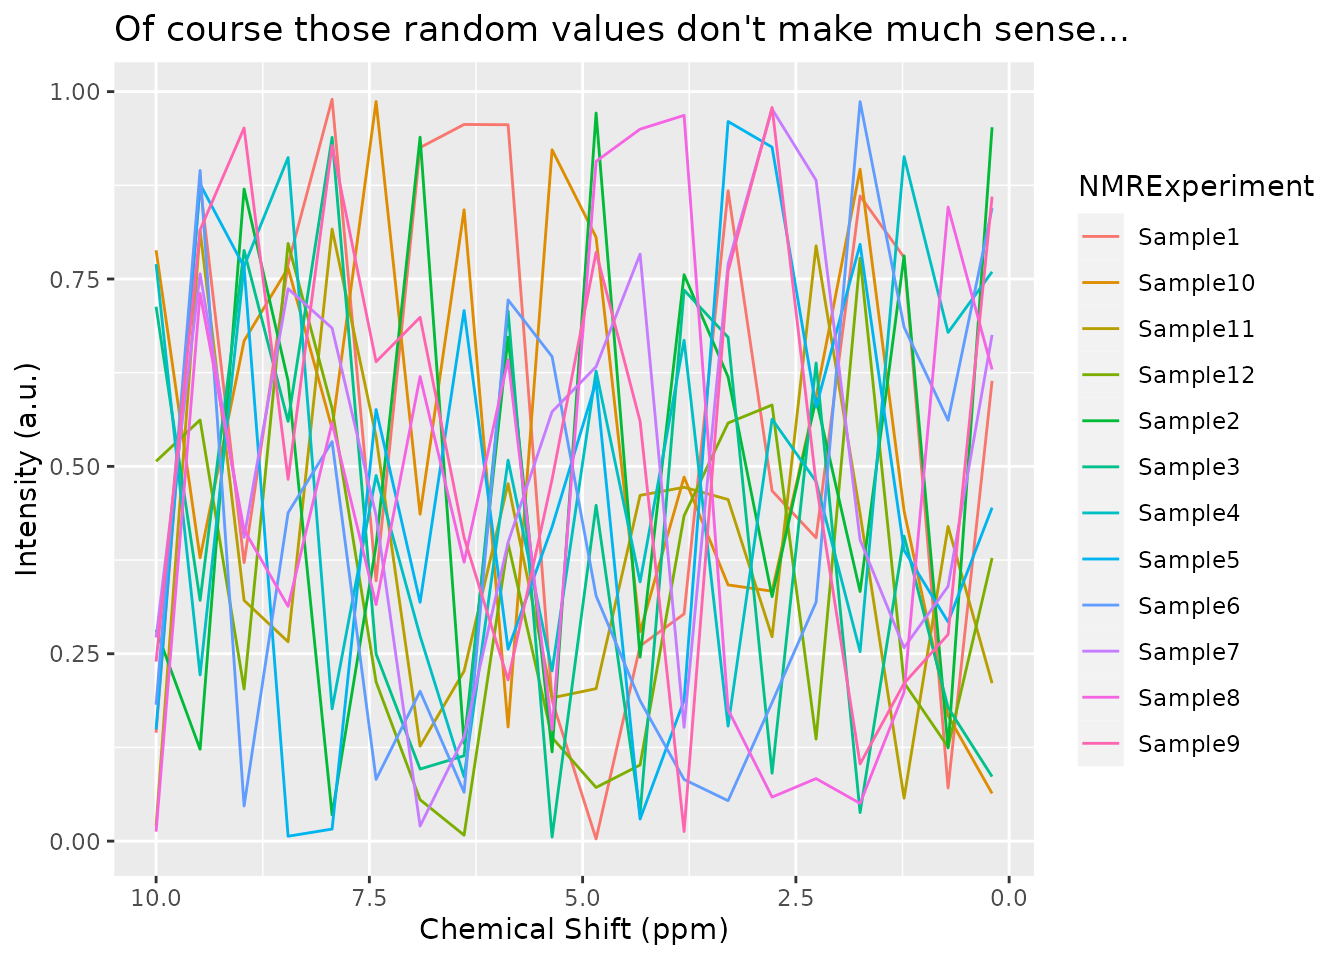 Of course those random values don't make much sense...
1.00
0.75
0.50
0.25
0.00
Intensity (a.u.)
10.0
7.5
5.0
2.5
0.0
Chemical Shift (ppm)
NMRExperiment
Sample1
Sample10
Sample11
Sample12
Sample2
Sample3
Sample4
Sample5
Sample6
Sample7
Sample8
Sample9